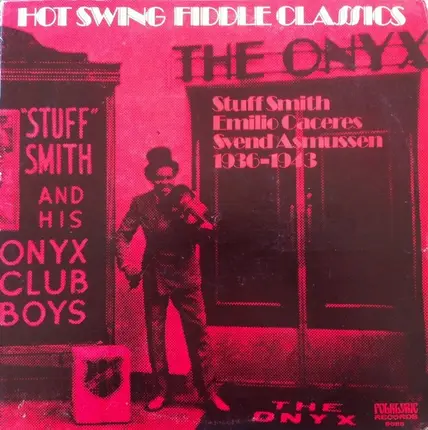 HOT SWING FIDDLE CLASSICS
THE ONYX
Stuff Smith
Emilio Caceres
Svend Asmussen
1936-1943
"STUFF"
SMITH
AND
HIS
ONYX
CLUB
BOYS
THE
ONYX
FOLKLYRIC
RECORDS